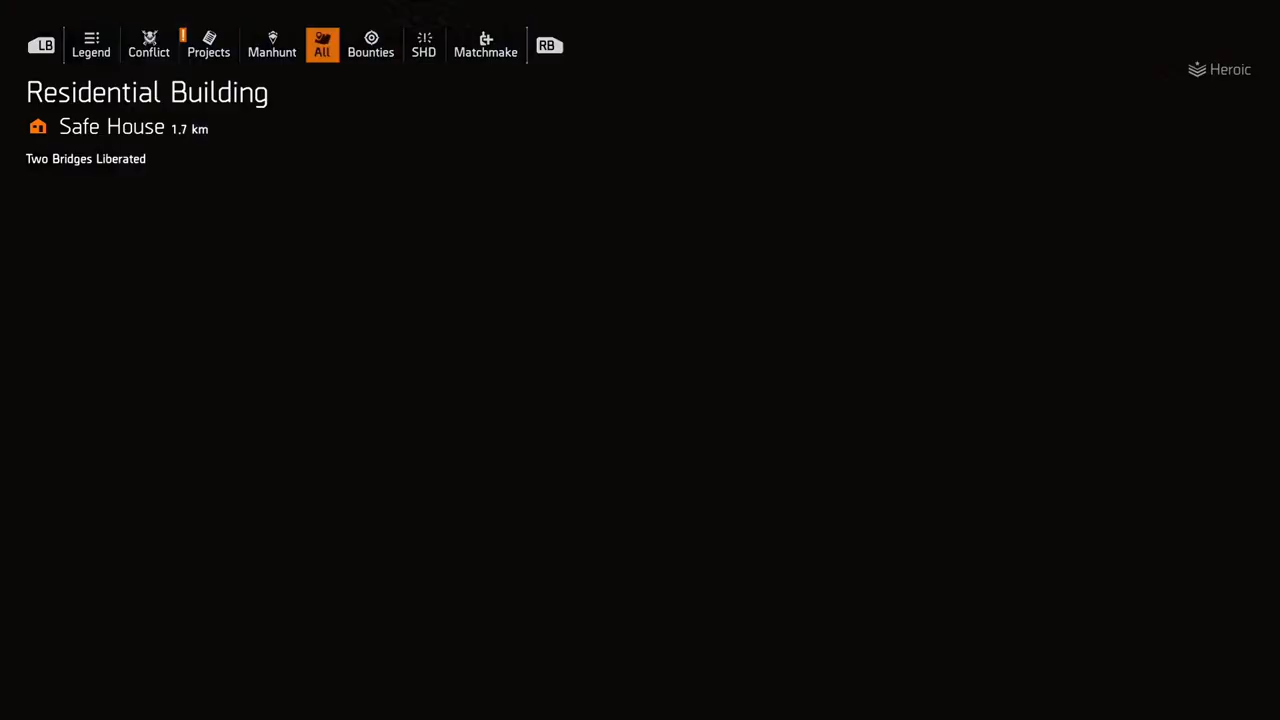 LB Legend Conflict ! Projects Manhunt All Bounties SHD Matchmake RB
Heroic
Residential Building
Safe House 1.7 km
Two Bridges Liberated